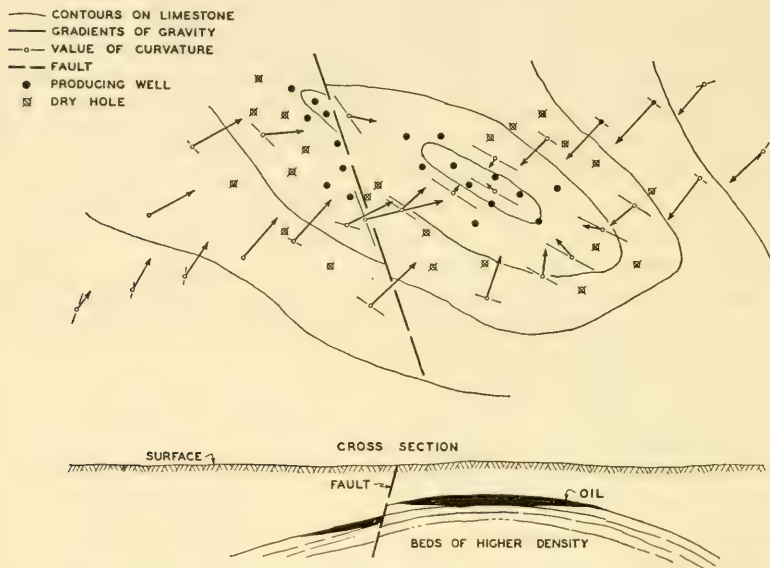 CONTOURS ON LIMESTONE
GRADIENTS OF GRAVITY
VALUE OF CURVATURE
FAULT
PRODUCING WELL
DRY HOLE
CROSS SECTION
SURFACE
FAULT
OIL
BEDS OF HIGHER DENSITY